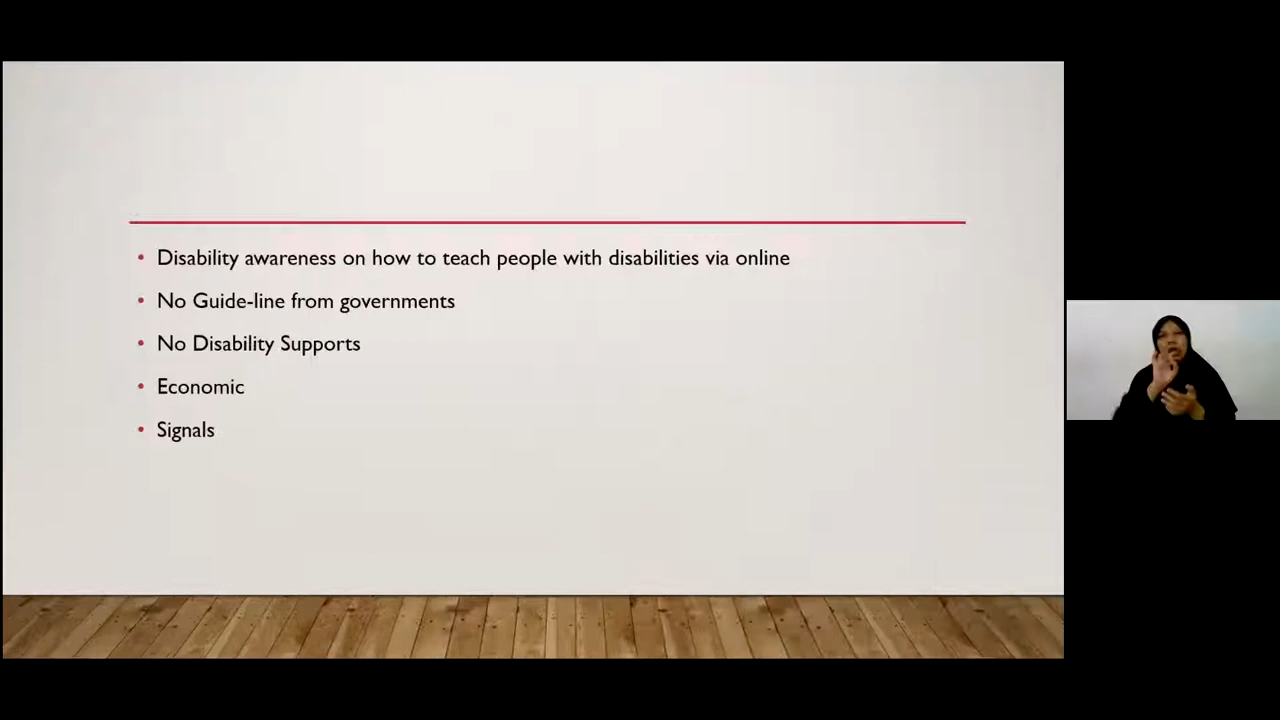 Disability awareness on how to teach people with disabilities via online
No Guide-line from governments
No Disability Supports
Economic
Signals